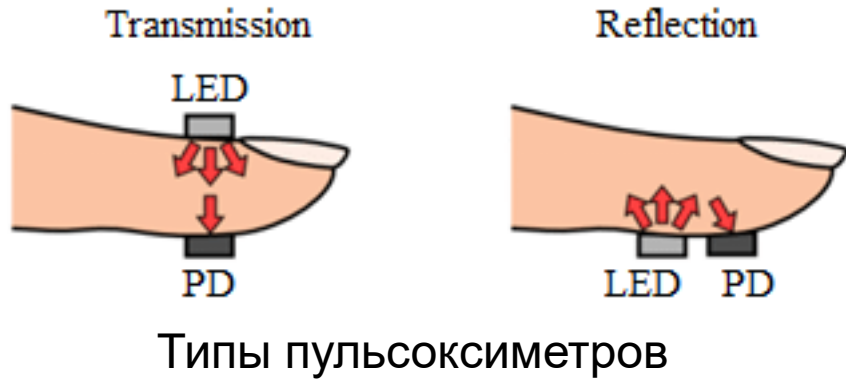 Transmission
Reflection
LED
PD
LED
PD
Типы пульсоксиметров